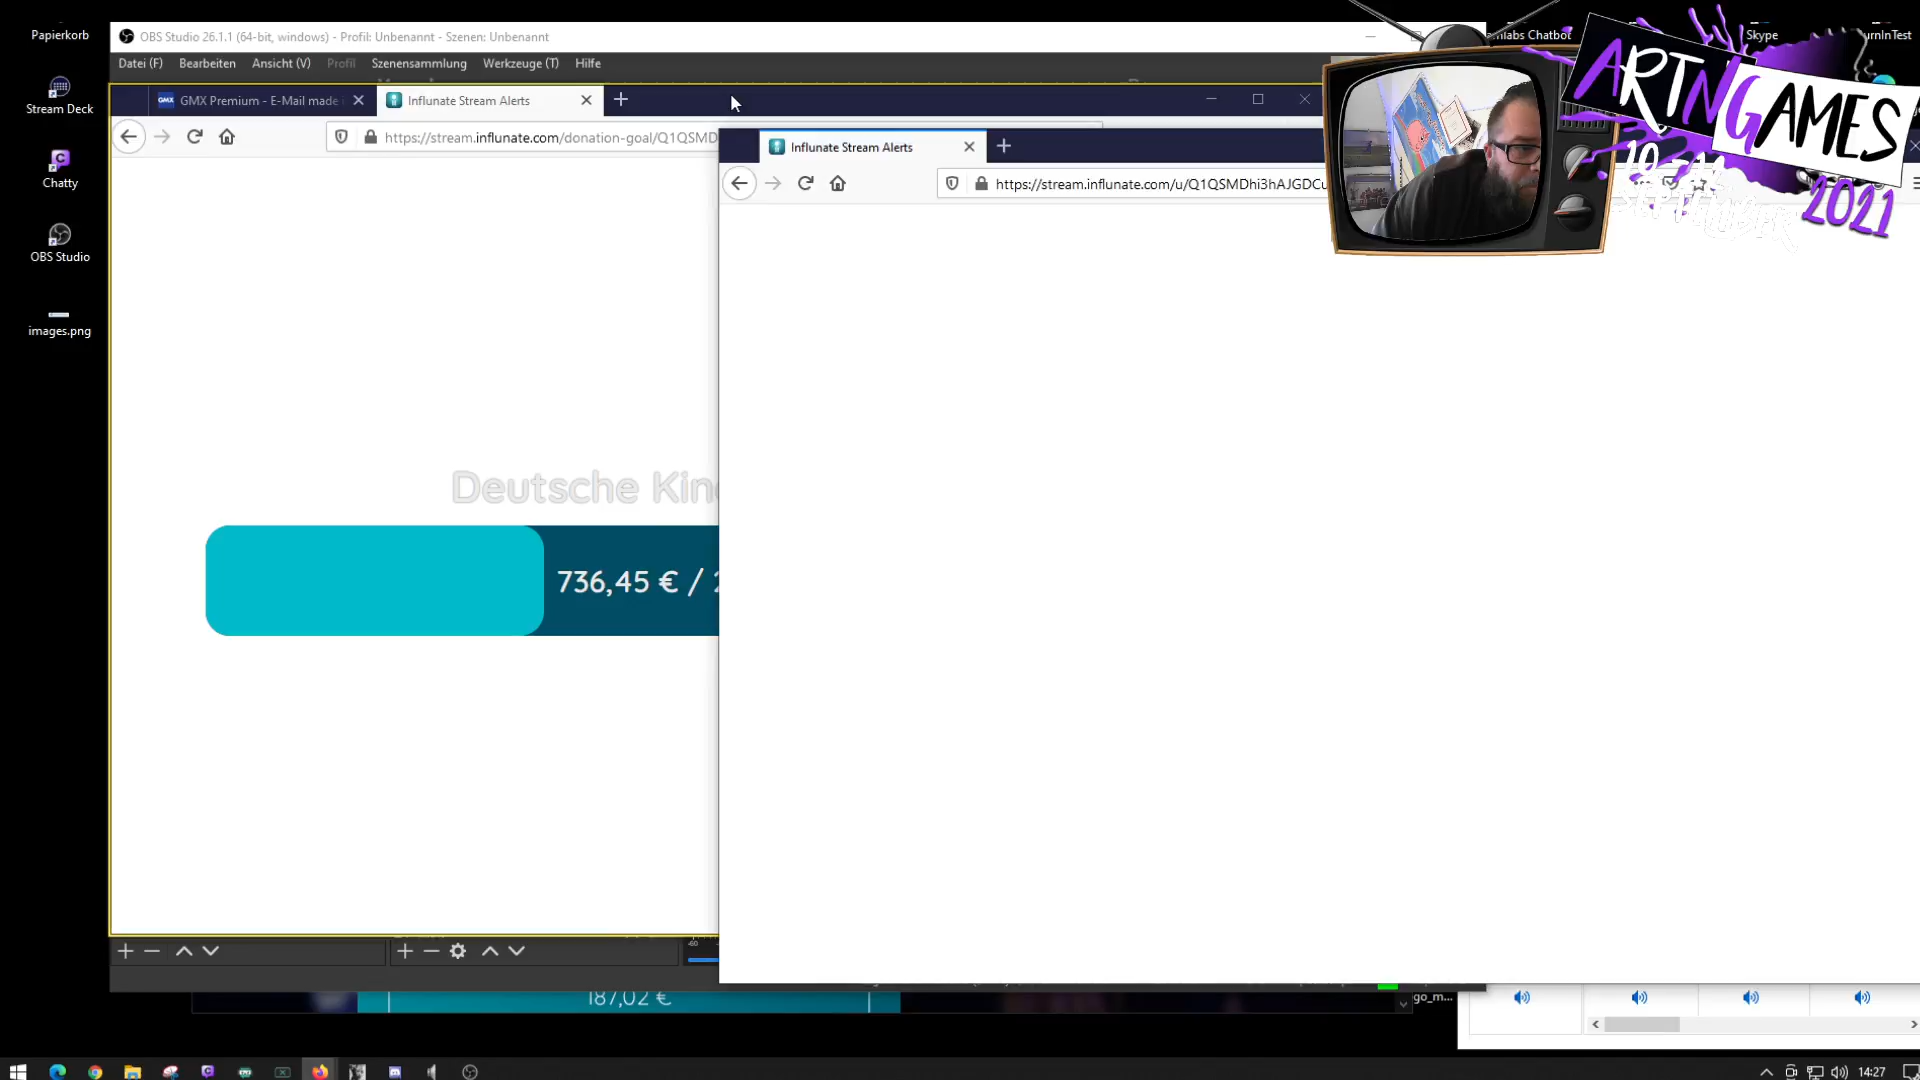 Papierkorb
OBS Studio 26.1.1 (64-bit, windows) - Profil: Unbenannt - Szenen: Unbenannt
Datei (F) Bearbeiten Ansicht (V) Profil Szenensammlung Werkzeuge (T) Hilfe
Chatbot
Skype
GMX Premium - E-Mail made
Influnate Stream Alerts
https://stream.influnate.com/donation-goal/Q1QSMD
Influnate Stream Alerts
https://stream.influnate.com/u/Q1QSMDhi3hAJGDCu
ARTNGAMES
2021
Stream Deck
Chatty
OBS Studio
images.png
Deutsche Kin
736,45 € /
187,02 €
-60
go_m...
14:27